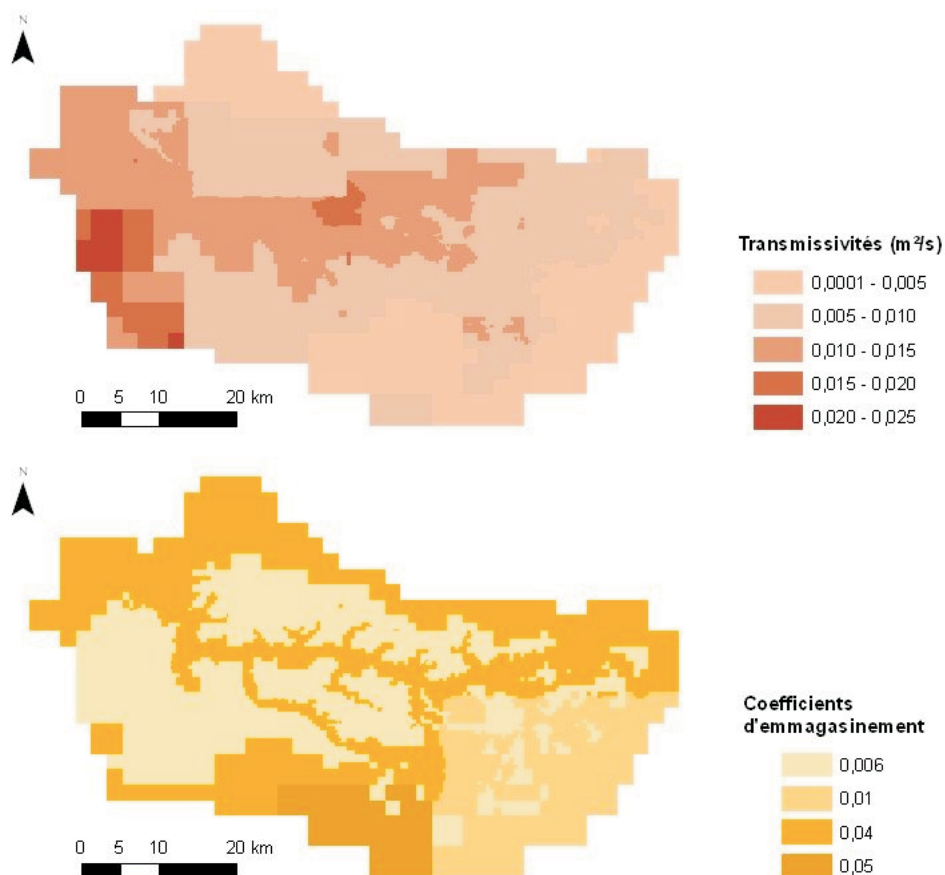 N
Transmissivités (m²/s)
0,0001 - 0,005
0,005 - 0,010
0,010 - 0,015
0,015 - 0,020
0,020 - 0,025
0 5 10 20 km
N
Coefficients
d'emmagasinement
0,006
0,01
0,04
0,05
0 5 10 20 km